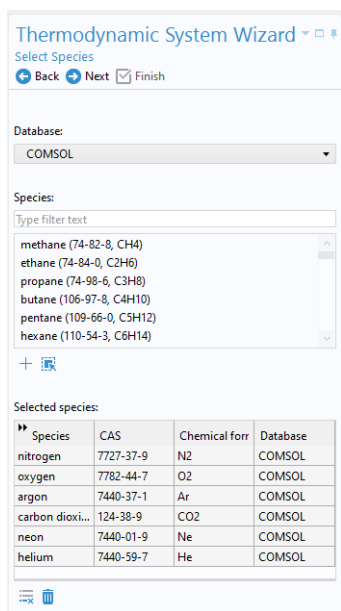 Thermodynamic System Wizard
Select Species
Back Next Finish
Database:
COMSOL
Species:
Type filter text
methane (74-82-8, CH4)
ethane (74-84-0, C2H6)
propane (74-98-6, C3H8)
butane (106-97-8, C4H10)
pentane (109-66-0, C5H12)
hexane (110-54-3, C6H14)
Selected species:
Species CAS Chemical forr Database
nitrogen 7727-37-9 N2 COMSOL
oxygen 7782-44-7 O2 COMSOL
argon 7440-37-1 Ar COMSOL
carbon dioxi... 124-38-9 CO2 COMSOL
neon 7440-01-9 Ne COMSOL
helium 7440-59-7 He COMSOL